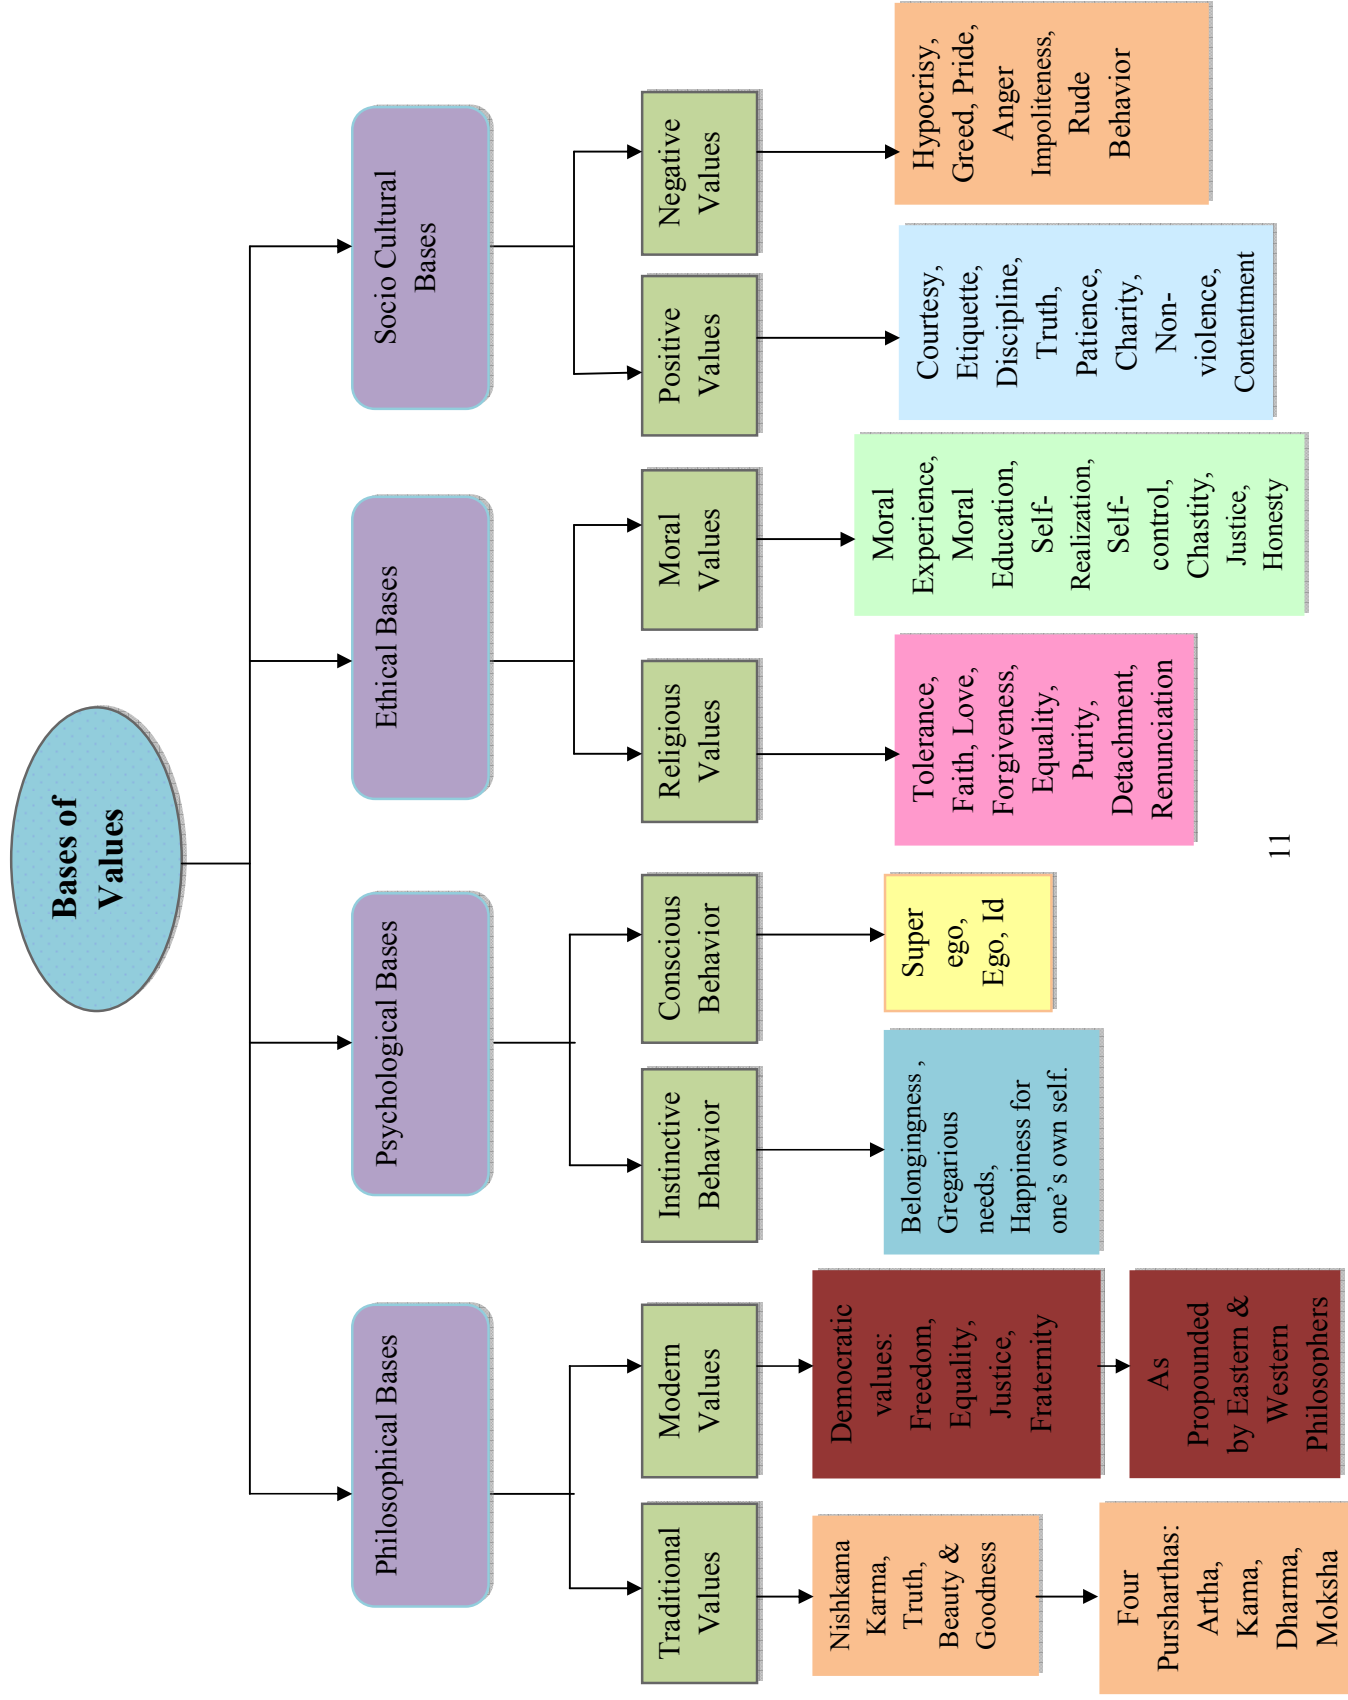 Bases of
Values
Philosophical Bases
Psychological Bases
Ethical Bases
Socio Cultural
Bases
Traditional
Values
Modern
Values
Instinctive
Behavior
Conscious
Behavior
Religious
Values
Moral
Values
Positive
Values
Negative
Values
Nishkama
Karma,
Truth,
Beauty &
Goodness
Four
Pursharthas:
Artha,
Kama,
Dharma,
Moksha
Democratic
values:
Freedom,
Equality,
Justice,
Fraternity
As
Propounded
by Eastern &
Western
Philosophers
Belongingness ,
Gregarious
needs,
Happiness for
one’s own self.
Super
ego,
Ego, Id
Tolerance,
Faith, Love,
Forgiveness,
Equality,
Purity,
Detachment,
Renunciation
Moral
Experience,
Moral
Education,
Self-
Realization,
Self-
control,
Chastity,
Justice,
Honesty
Courtesy,
Etiquette,
Discipline,
Truth,
Patience,
Charity,
Non-
violence,
Contentment
Hypocrisy,
Greed, Pride,
Anger
Impoliteness,
Rude
Behavior
11